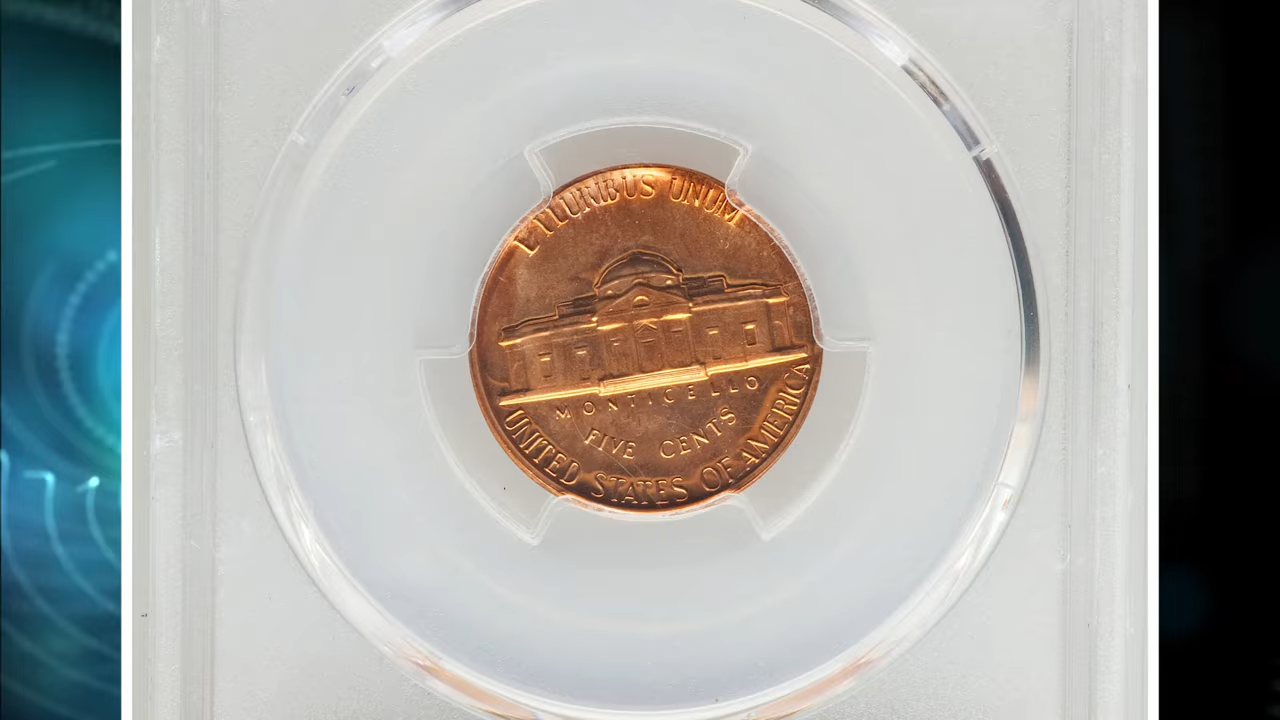 E PLURIBUS UNUM
MONTICELLO
FIVE CENTS
UNITED STATES OF AMERICA